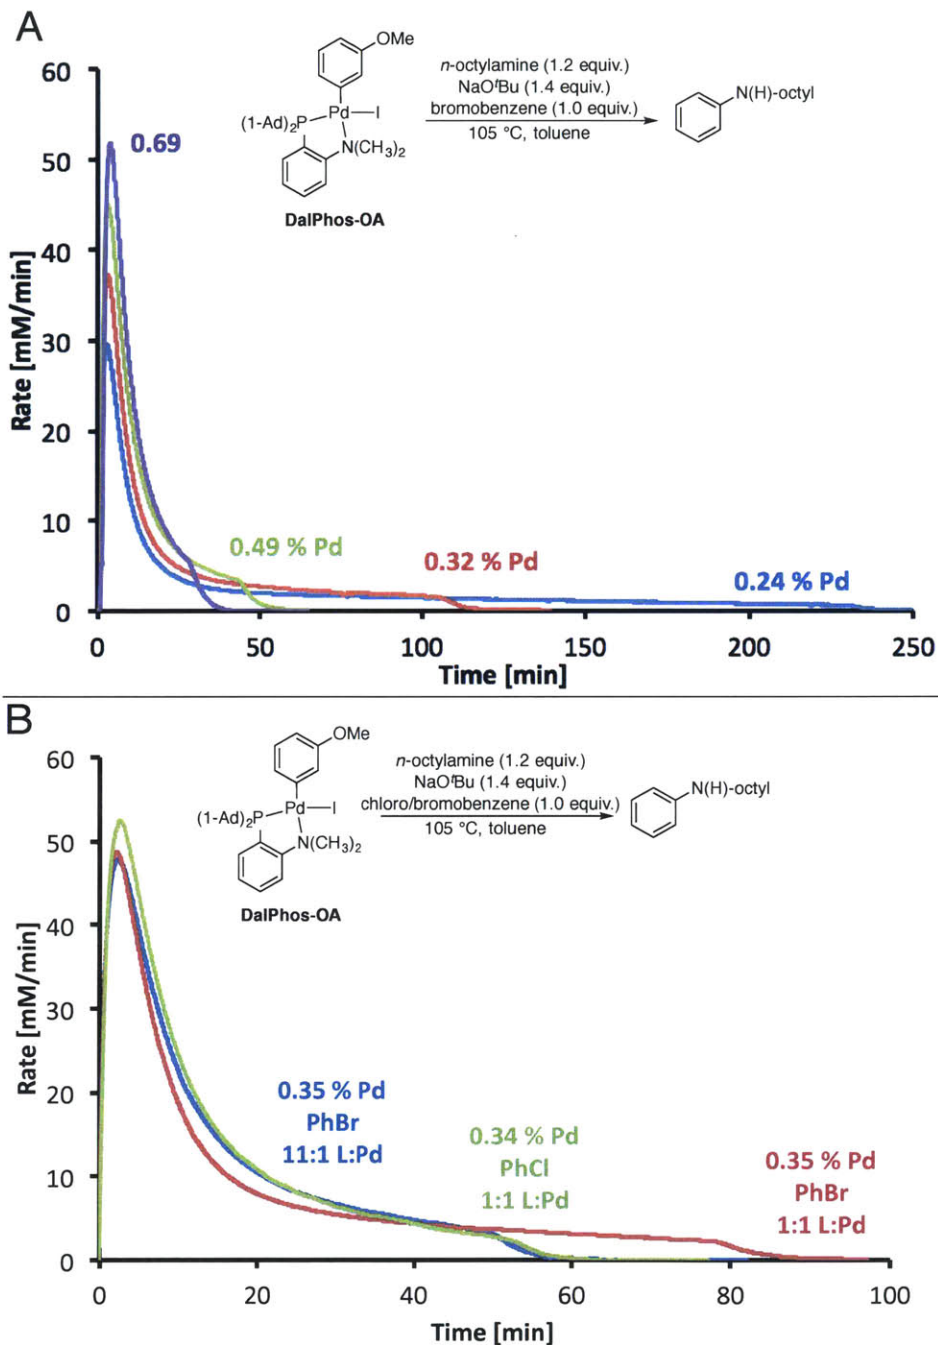 A
OMe
(1-Ad)₂P
Pd
I
N(CH₃)₂
DalPhos-OA
n-octylamine (1.2 equiv.)
NaOᵗBu (1.4 equiv.)
bromobenzene (1.0 equiv.)
105 °C, toluene
N(H)-octyl
Rate [mM/min]
60
50
40
30
20
10
0
0.69
0.49 % Pd
0.32 % Pd
0.24 % Pd
0 50 100 150 200 250
Time [min]
B
OMe
(1-Ad)₂P
Pd
I
N(CH₃)₂
DalPhos-OA
n-octylamine (1.2 equiv.)
NaOᵗBu (1.4 equiv.)
chloro/bromobenzene (1.0 equiv.)
105 °C, toluene
N(H)-octyl
Rate [mM/min]
60
50
40
30
20
10
0
0.35 % Pd
PhBr
11:1 L:Pd
0.34 % Pd
PhCl
1:1 L:Pd
0.35 % Pd
PhBr
1:1 L:Pd
0 20 40 60 80 100
Time [min]